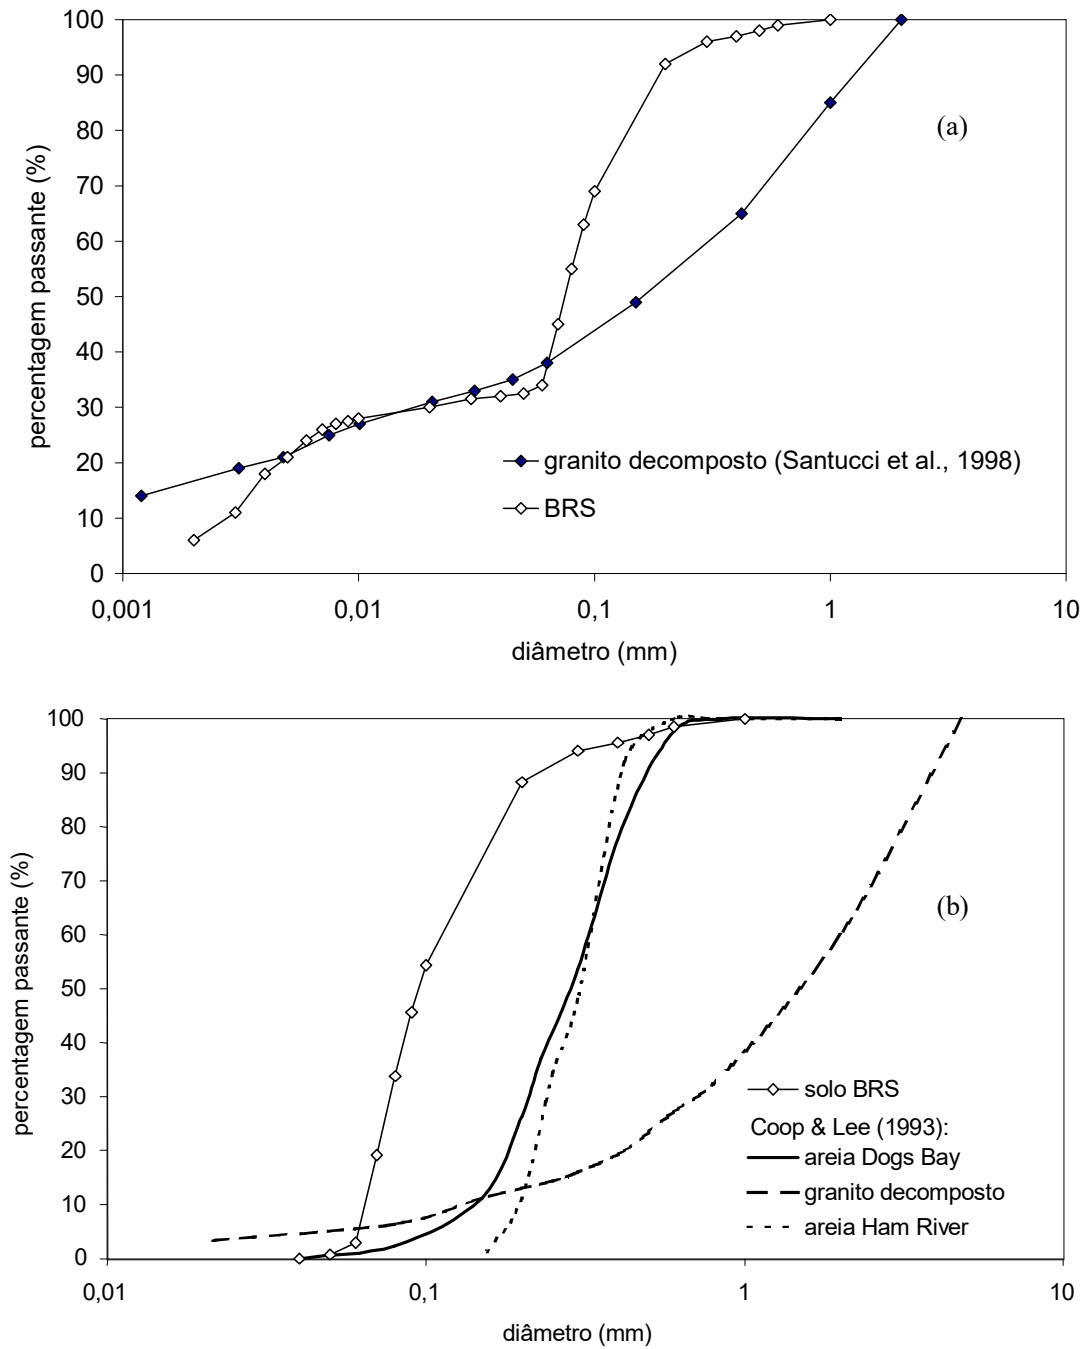 100
90
80
70
60
50
40
30
20
10
0
percentagem passante (%)
(a)
granito decomposto (Santucci et al., 1998)
BRS
0,001
0,01
0,1
1
10
diâmetro (mm)
100
90
80
70
60
50
40
30
20
10
0
percentagem passante (%)
(b)
solo BRS
Coop & Lee (1993):
areia Dogs Bay
granito decomposto
areia Ham River
0,01
0,1
1
10
diâmetro (mm)